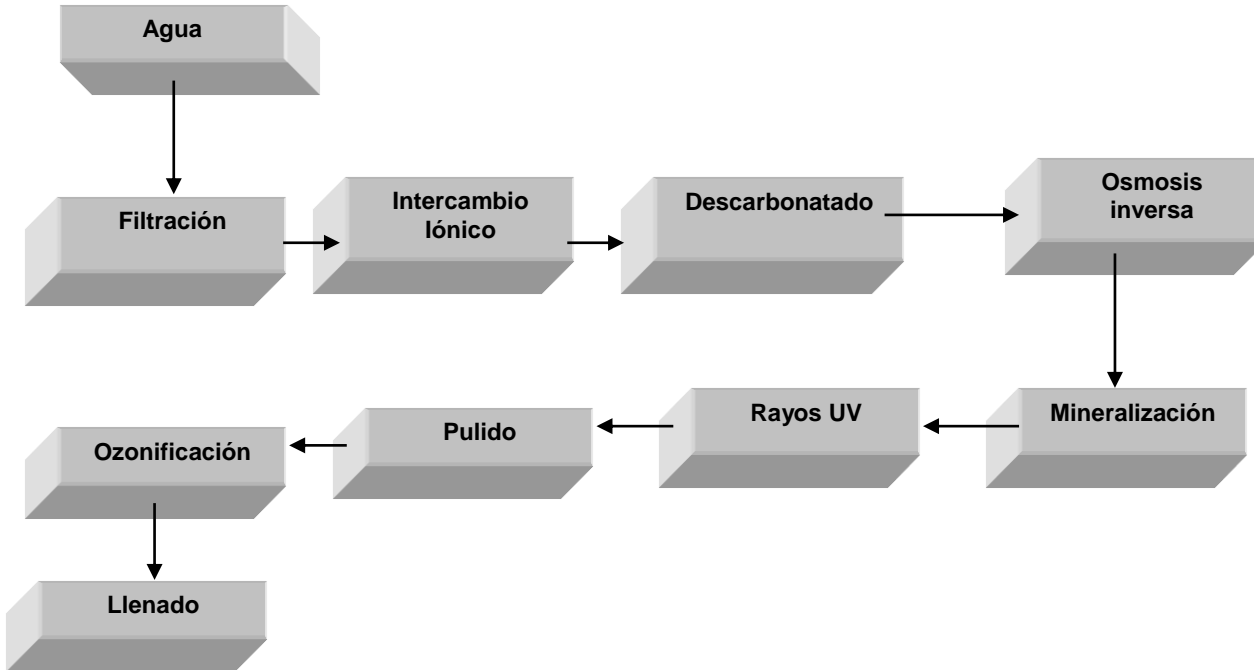 Agua
Filtración
Intercambio
Iónico
Descarbonatado
Osmosis
inversa
Mineralización
Rayos UV
Pulido
Ozonificación
Llenado